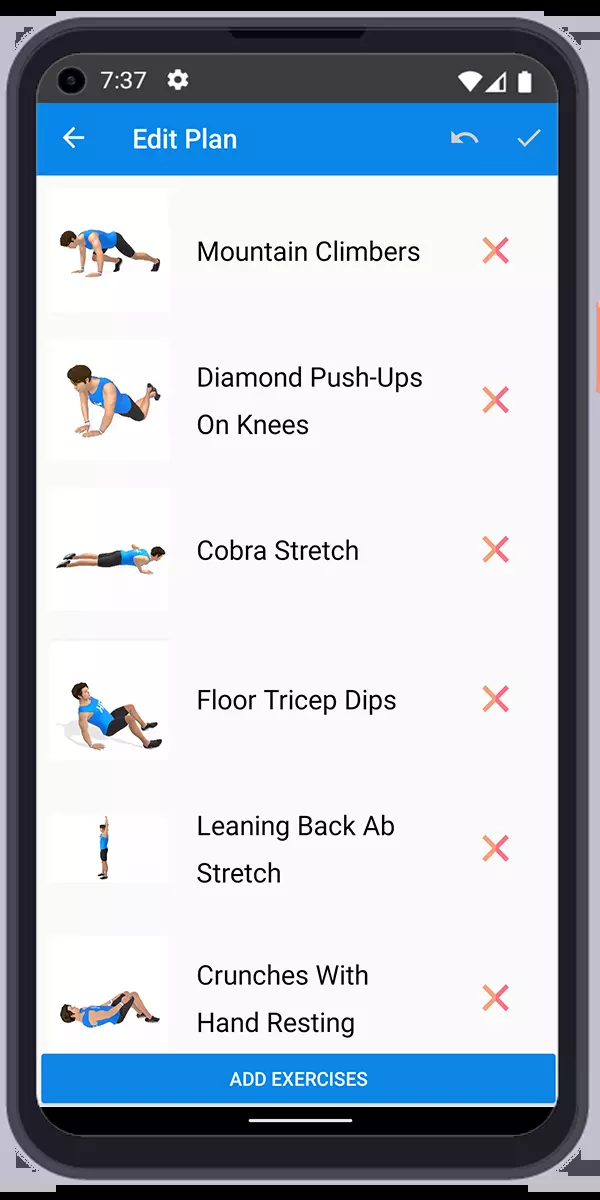 7:37
Edit Plan
Mountain Climbers
Diamond Push-Ups
On Knees
Cobra Stretch
Floor Tricep Dips
Leaning Back Ab
Stretch
Crunches With
Hand Resting
ADD EXERCISES